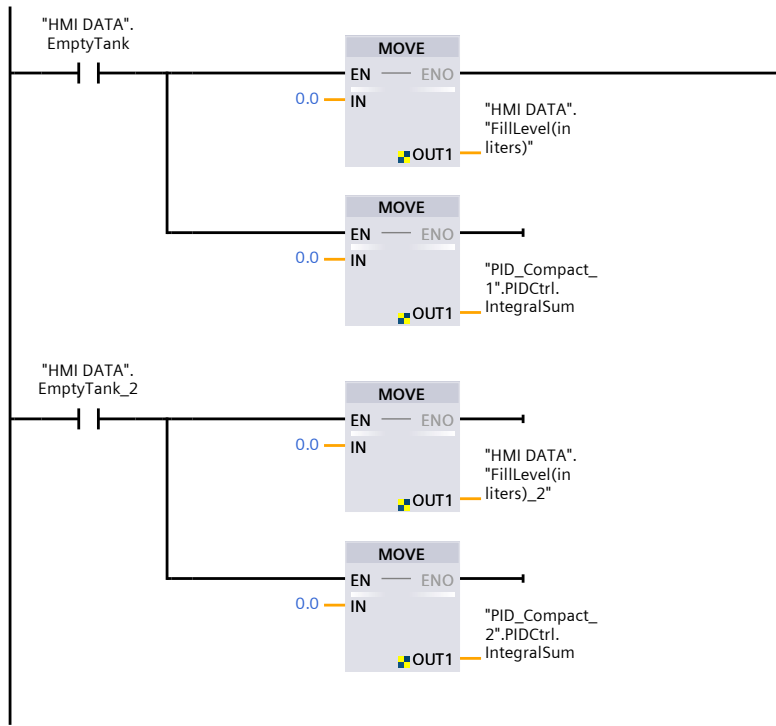 "HMI DATA".
EmptyTank
MOVE
EN
ENO
0.0
IN
"HMI DATA".
"FillLevel(in
liters)"
OUT1
MOVE
EN
ENO
0.0
IN
"PID_Compact_
1".PIDCtrl.
IntegralSum
OUT1
"HMI DATA".
EmptyTank_2
MOVE
EN
ENO
0.0
IN
"HMI DATA".
"FillLevel(in
liters)_2"
OUT1
MOVE
EN
ENO
0.0
IN
"PID_Compact_
2".PIDCtrl.
IntegralSum
OUT1